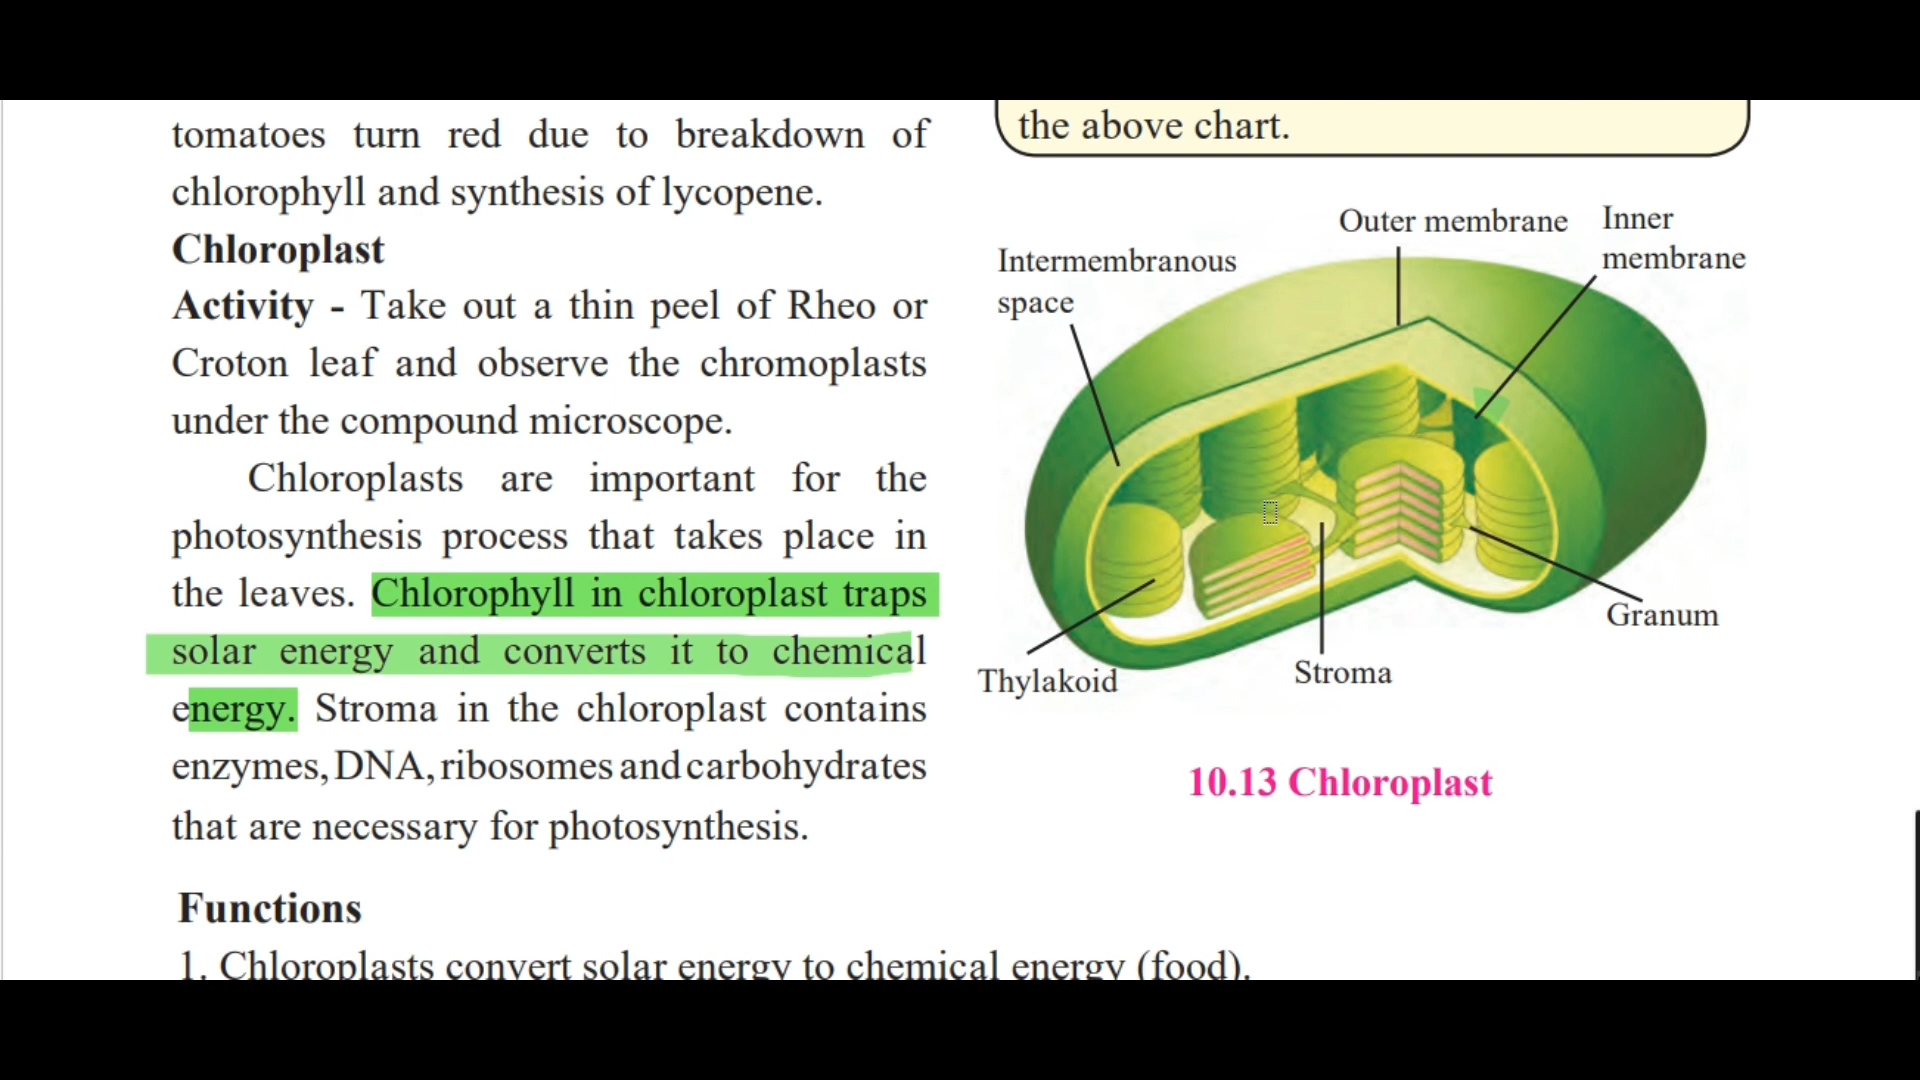 tomatoes turn red due to breakdown of
chlorophyll and synthesis of lycopene.
Chloroplast
Activity - Take out a thin peel of Rheo or
Croton leaf and observe the chromoplasts
under the compound microscope.
Chloroplasts are important for the
photosynthesis process that takes place in
the leaves. Chlorophyll in chloroplast traps
solar energy and converts it to chemical
energy. Stroma in the chloroplast contains
enzymes, DNA, ribosomes and carbohydrates
that are necessary for photosynthesis.
Functions
1. Chloroplasts convert solar energy to chemical energy (food).
the above chart.
Outer membrane
Inner
membrane
Intermembranous
space
Granum
Stroma
Thylakoid
10.13 Chloroplast